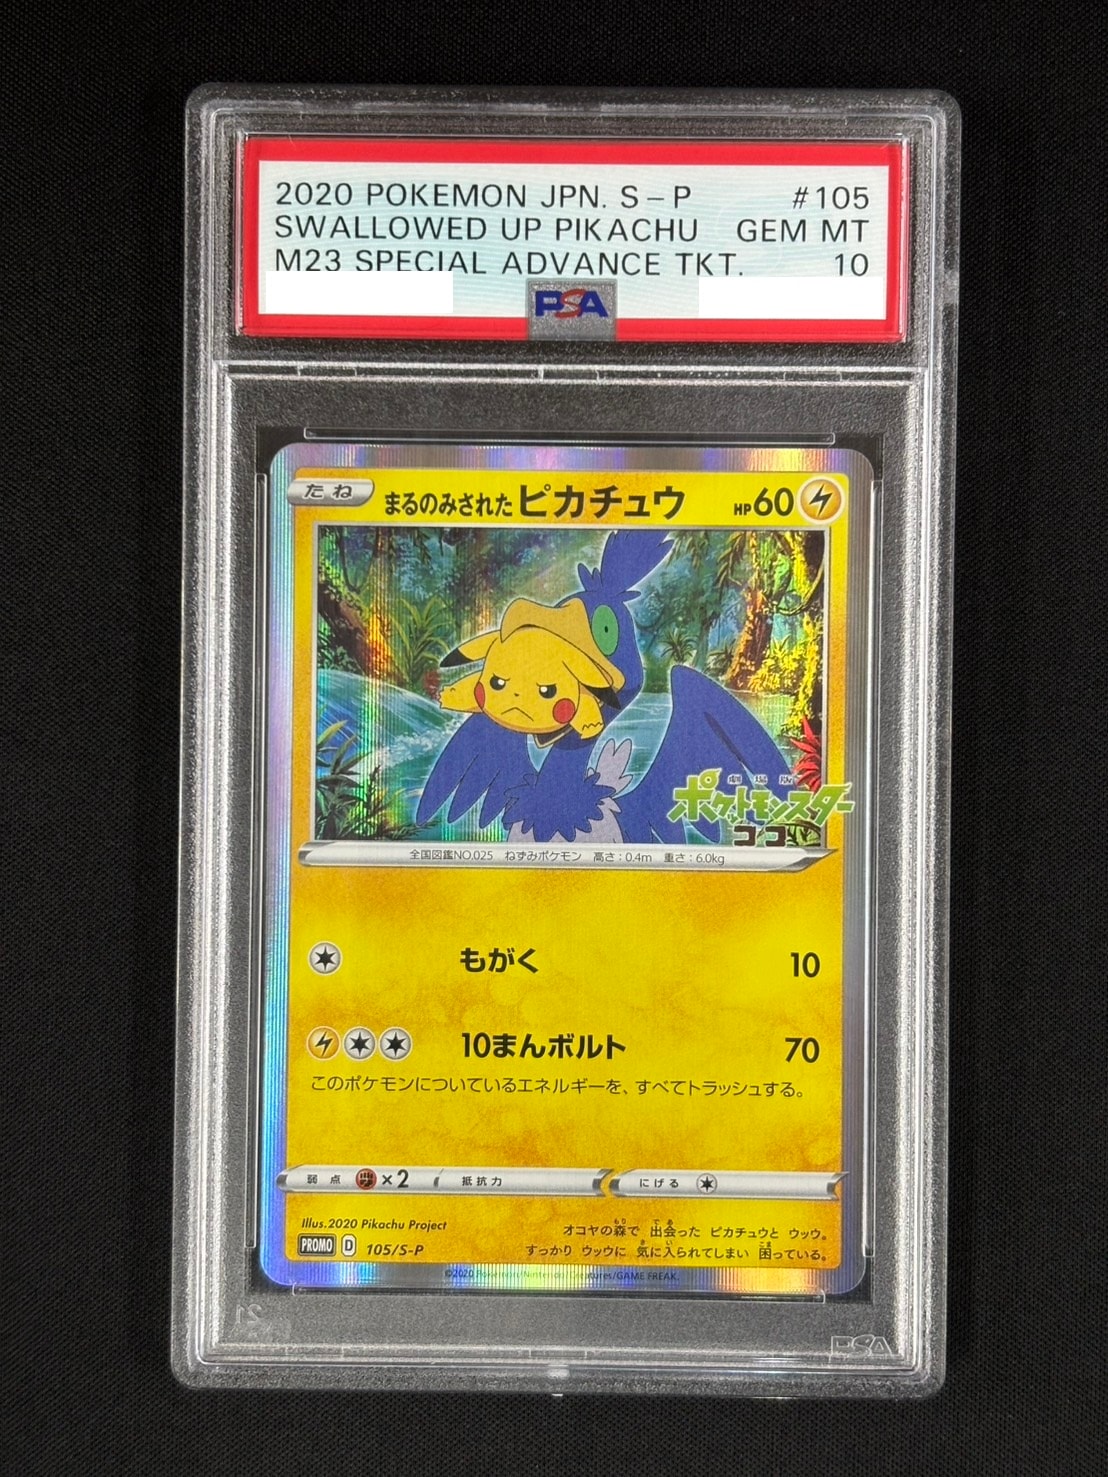 2020 POKEMON JPN. S-P #105
SWALLOWED UP PIKACHU GEM MT
M23 SPECIAL ADVANCE TKT. 10
PSA
たね まるのみされたピカチュウ HP60
劇場版
ポケットモンスター
ココ
全国図鑑NO.025 ねずみポケモン 高さ:0.4m 重さ:6.0kg
もがく 10
10まんボルト 70
このポケモンについているエネルギーを、すべてトラッシュする。
弱点 ×2 抵抗力 にげる
Illus.2020 Pikachu Project
オコヤの森で 出会った ピカチュウと ウッウ。
すっかり ウッウに 気に入られてしまい 困っている。
PROMO D 105/S-P
©2020 Pokémon/Nintendo/Creatures/GAME FREAK.
PSA